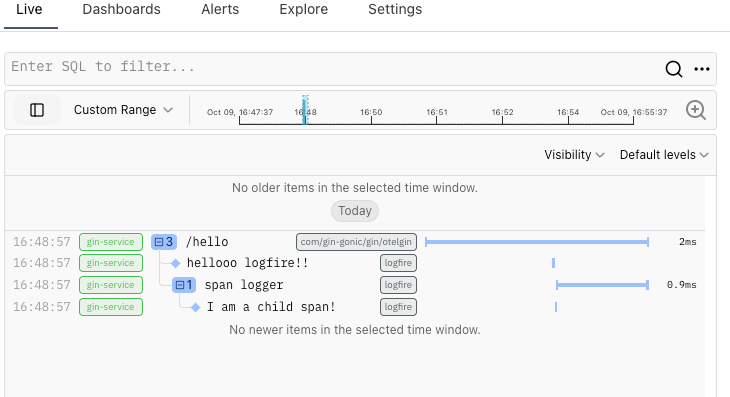 Live Dashboards Alerts Explore Settings
Enter SQL to filter...
Custom Range Oct 09, 16:47:37 16:48 16:50 16:51 16:52 16:54 Oct 09, 16:55:37
Visibility Default levels
No older items in the selected time window.
Today
16:48:57 gin-service 3 /hello com/gin-gonic/gin/otelgin 2ms
16:48:57 gin-service hellooo logfire!! logfire
16:48:57 gin-service 1 span logger logfire 0.9ms
16:48:57 gin-service I am a child span! logfire
No newer items in the selected time window.